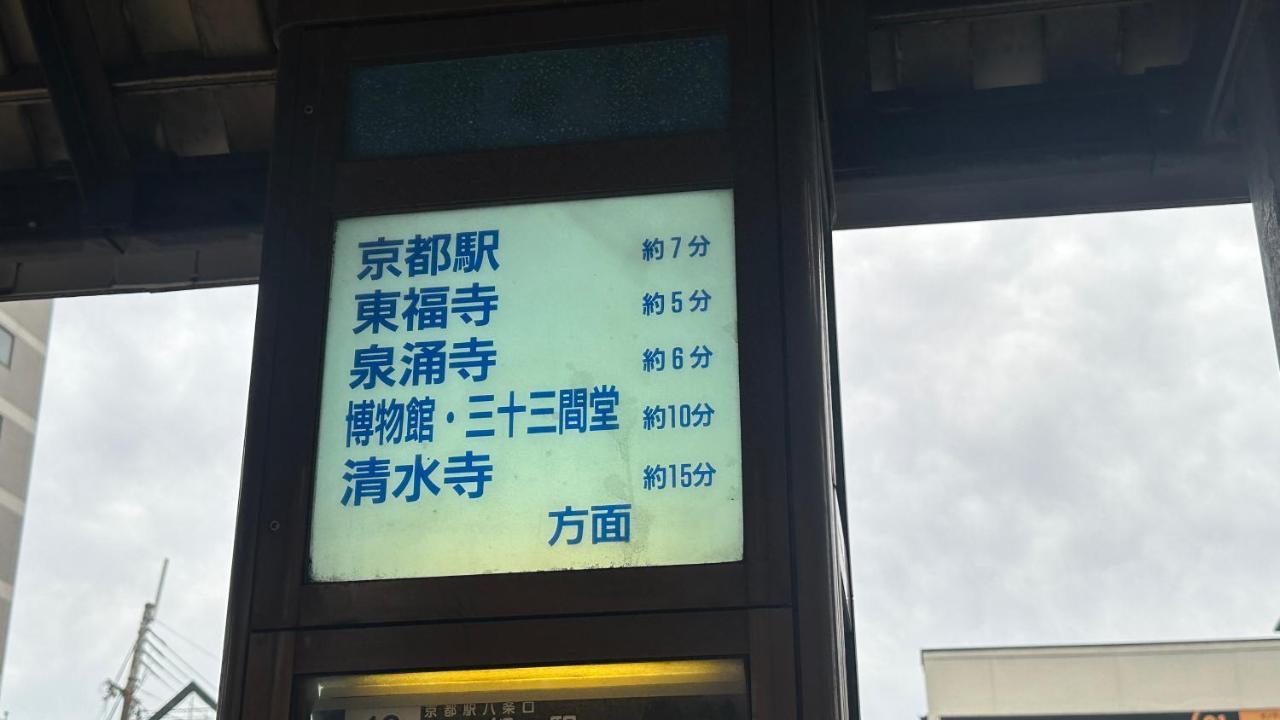 京都駅 約7分
東福寺 約5分
泉涌寺 約6分
博物館・三十三間堂 約10分
清水寺 約15分
方面
京都駅八条口